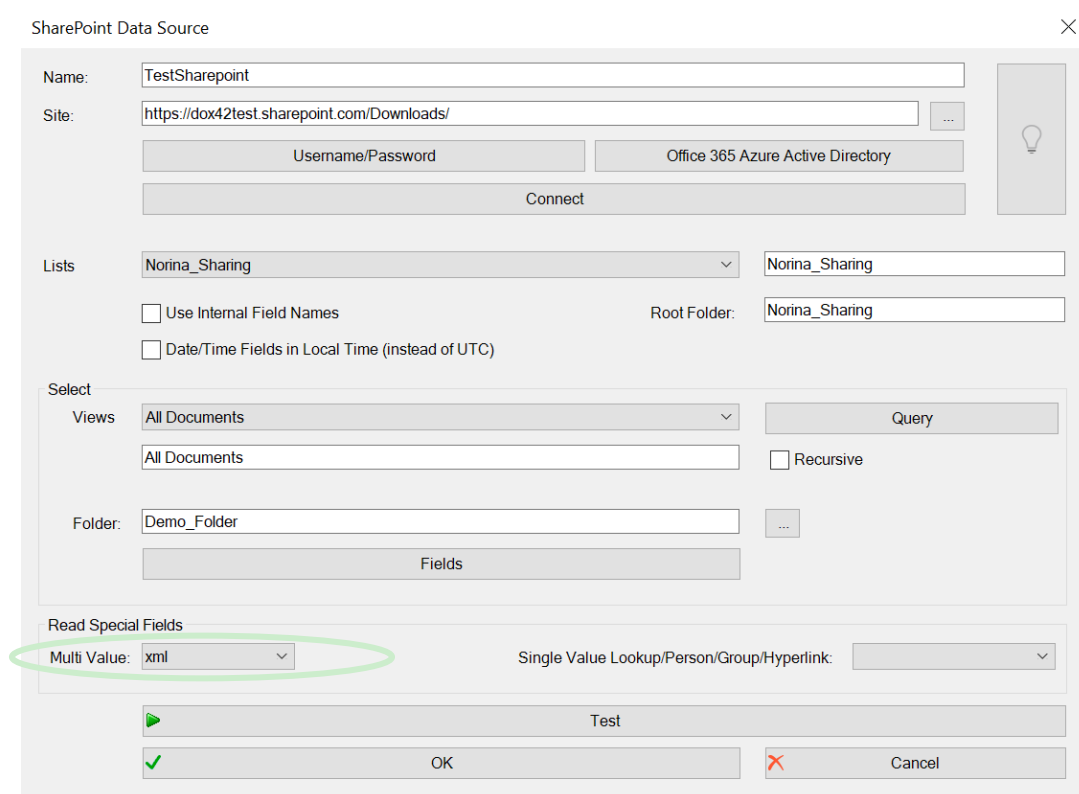 SharePoint Data Source
Name: TestSharepoint
Site: https://dox42test.sharepoint.com/Downloads/ ...
Username/Password Office 365 Azure Active Directory
Connect
Lists Norina_Sharing Norina_Sharing
Use Internal Field Names Root Folder: Norina_Sharing
Date/Time Fields in Local Time (instead of UTC)
Select
Views All Documents Query
All Documents Recursive
Folder: Demo_Folder ...
Fields
Read Special Fields
Multi Value: xml Single Value Lookup/Person/Group/Hyperlink:
Test
OK Cancel